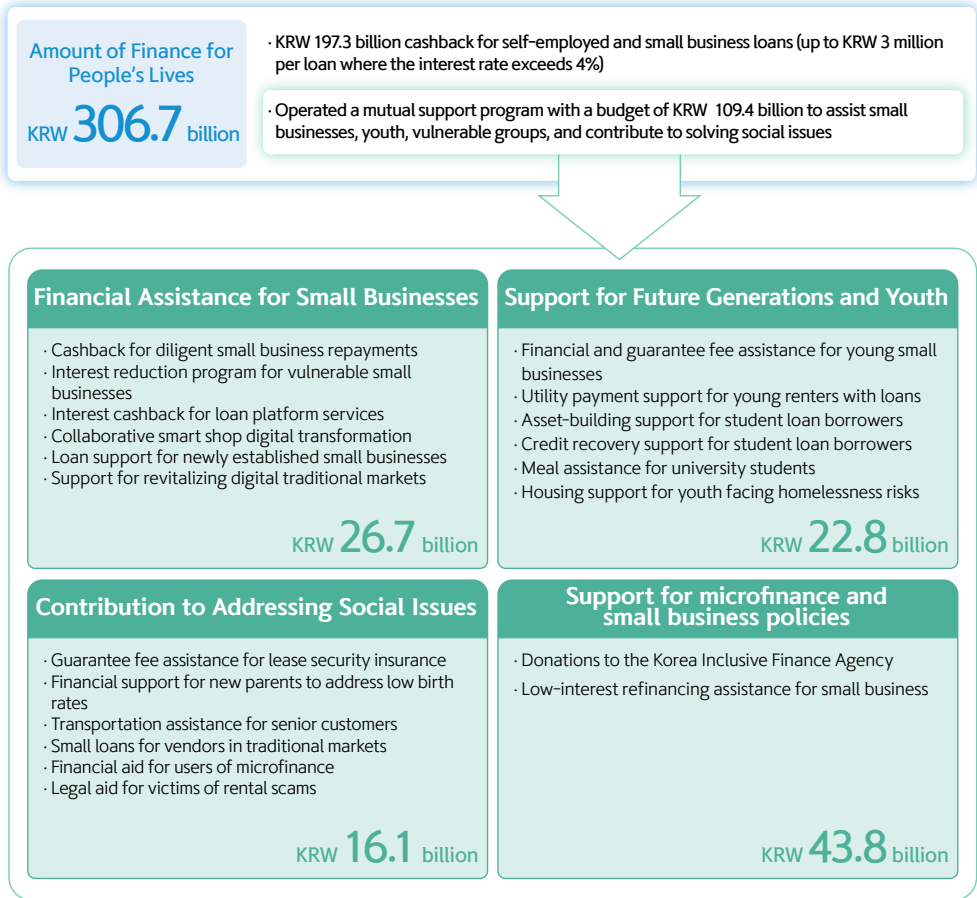 Amount of Finance for
People's Lives
KRW 306.7 billion
· KRW 197.3 billion cashback for self-employed and small business loans (up to KRW 3 million
per loan where the interest rate exceeds 4%)
· Operated a mutual support program with a budget of KRW 109.4 billion to assist small
businesses, youth, vulnerable groups, and contribute to solving social issues
Financial Assistance for Small Businesses
· Cashback for diligent small business repayments
· Interest reduction program for vulnerable small
businesses
· Interest cashback for loan platform services
· Collaborative smart shop digital transformation
· Loan support for newly established small businesses
· Support for revitalizing digital traditional markets
KRW 26.7 billion
Support for Future Generations and Youth
· Financial and guarantee fee assistance for young small
businesses
· Utility payment support for young renters with loans
· Asset-building support for student loan borrowers
· Credit recovery support for student loan borrowers
· Meal assistance for university students
· Housing support for youth facing homelessness risks
KRW 22.8 billion
Contribution to Addressing Social Issues
· Guarantee fee assistance for lease security insurance
· Financial support for new parents to address low birth
rates
· Transportation assistance for senior customers
· Small loans for vendors in traditional markets
· Financial aid for users of microfinance
· Legal aid for victims of rental scams
KRW 16.1 billion
Support for microfinance and
small business policies
· Donations to the Korea Inclusive Finance Agency
· Low-interest refinancing assistance for small business
KRW 43.8 billion